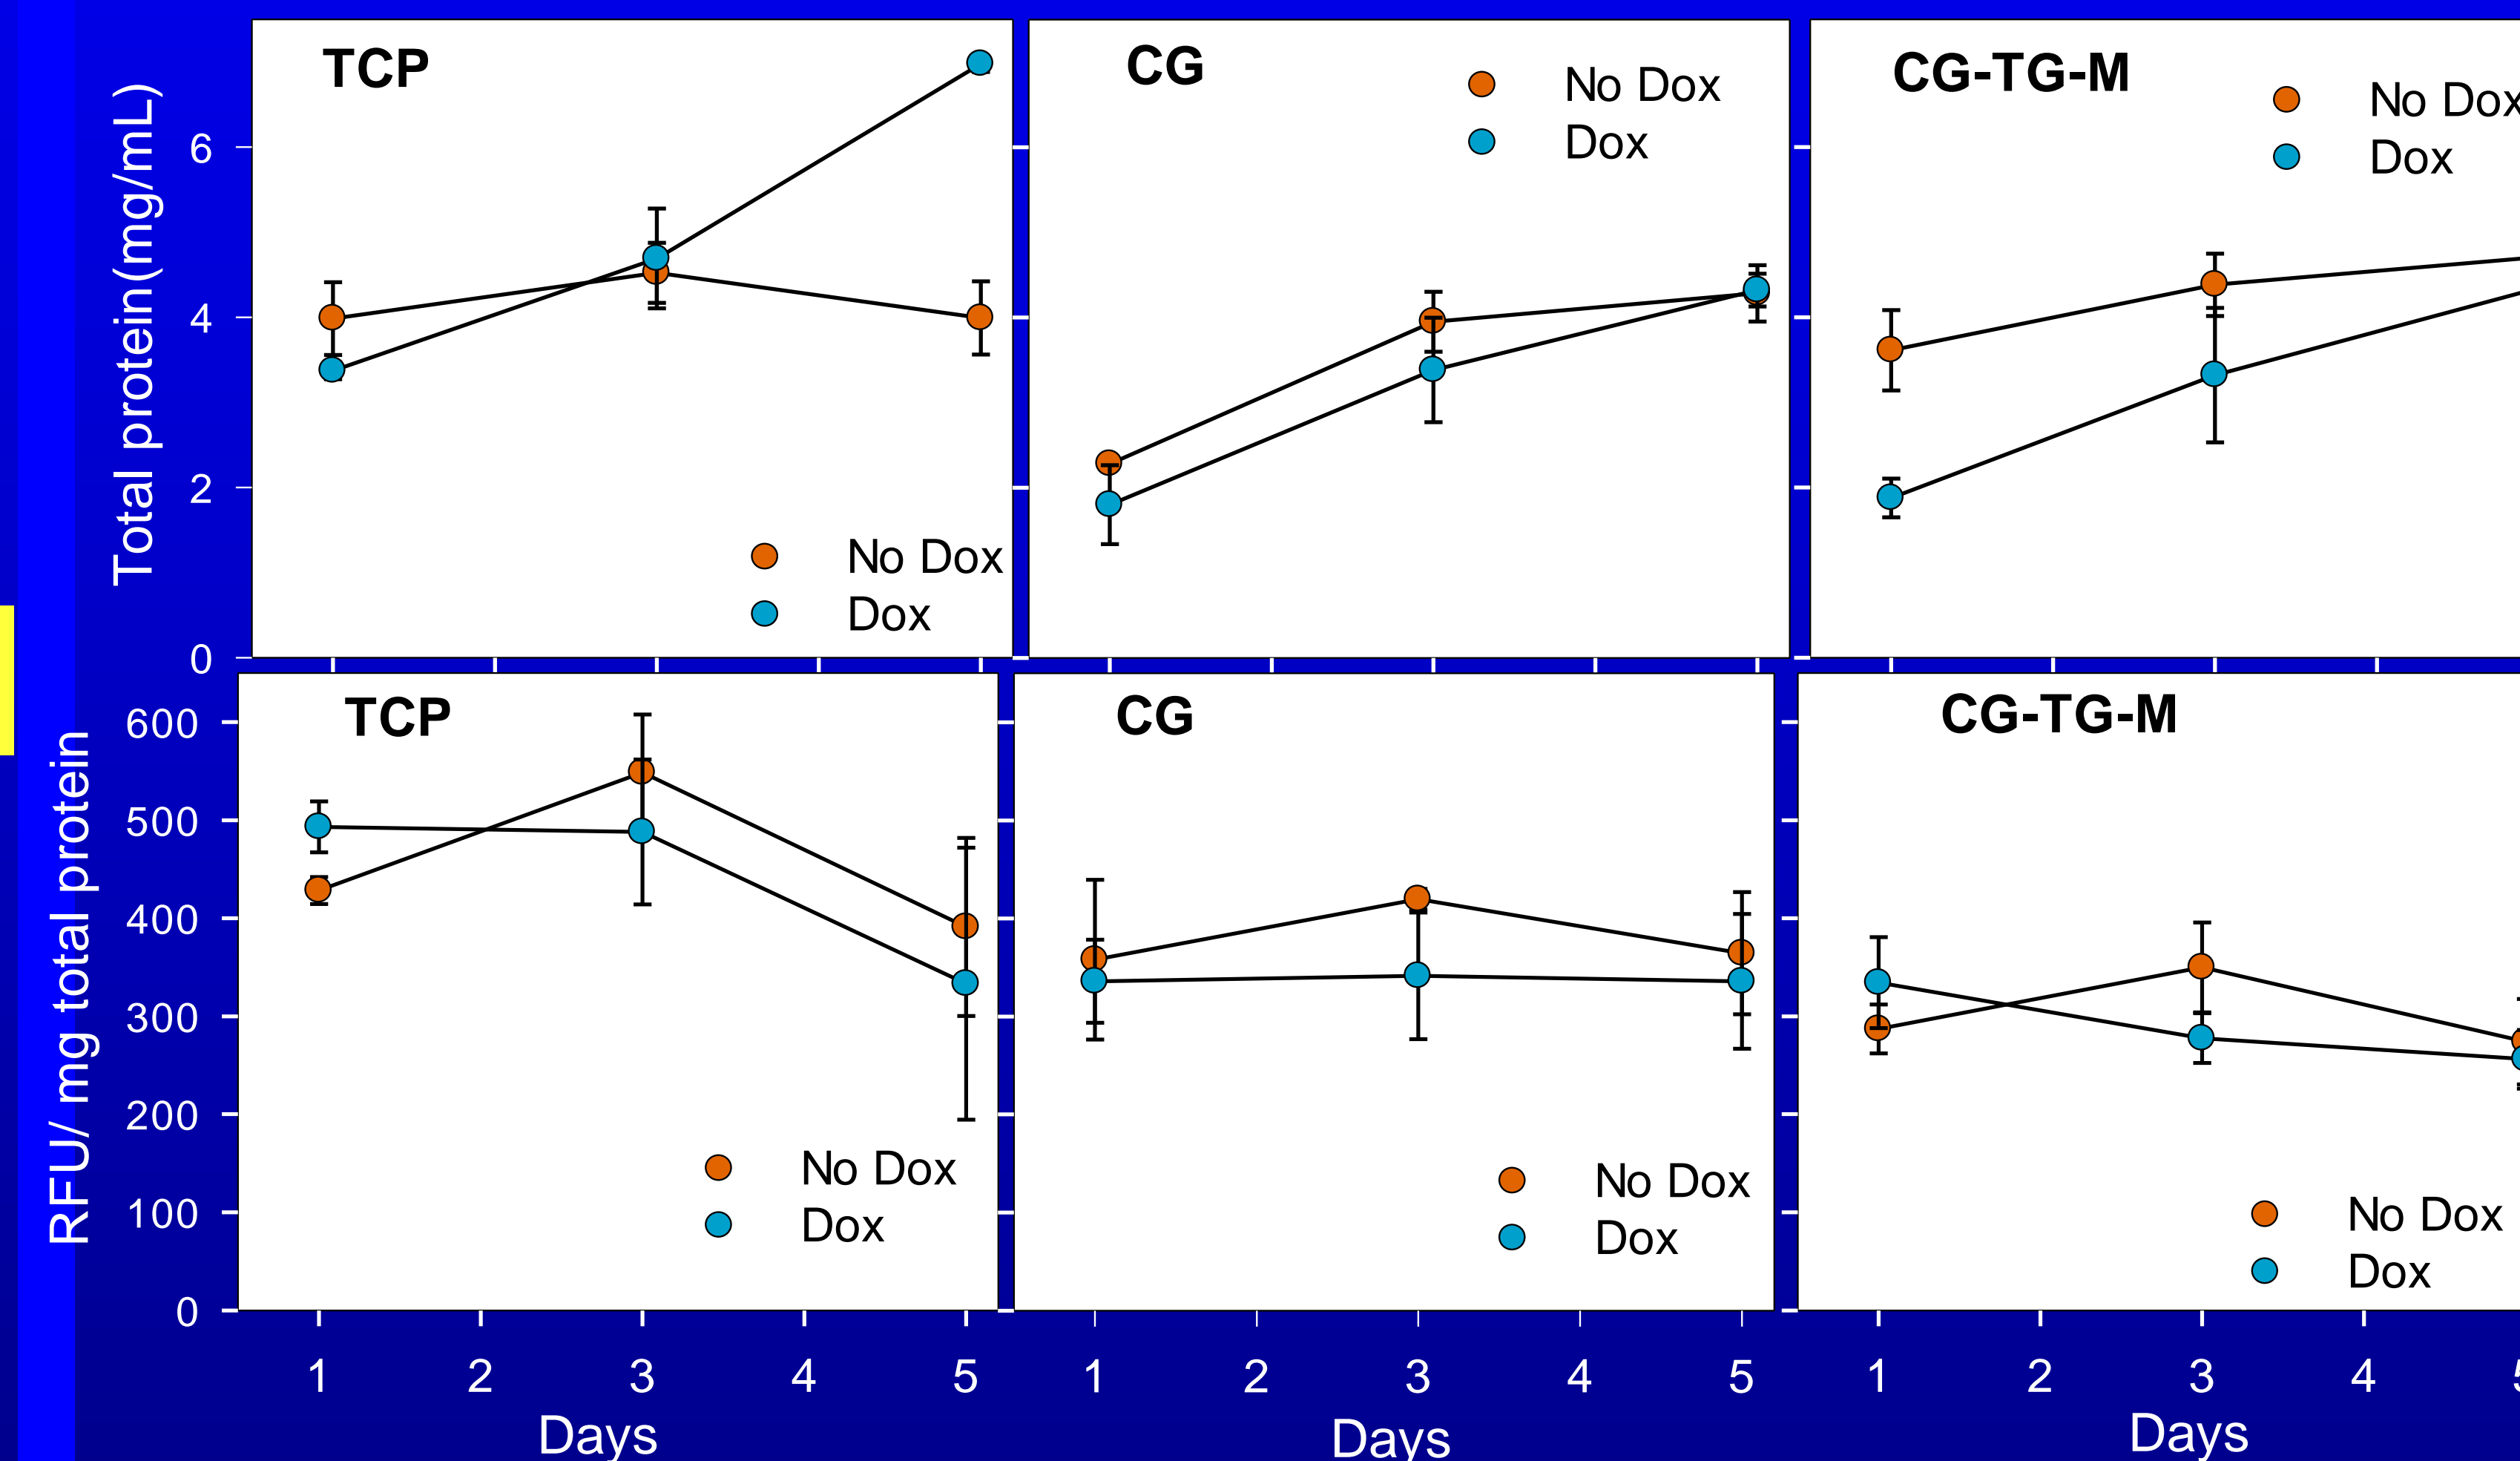 TCP
No Dox
Dox
CG
No Dox
Dox
CG-TG-M
No Dox
Dox
Total protein(mg/mL)
6
4
2
0
TCP
No Dox
Dox
CG
No Dox
Dox
CG-TG-M
No Dox
Dox
RFU/ mg total protein
600
500
400
300
200
100
0
1 2 3 4 5
1 2 3 4 5
1 2 3 4 5
Days
Days
Days